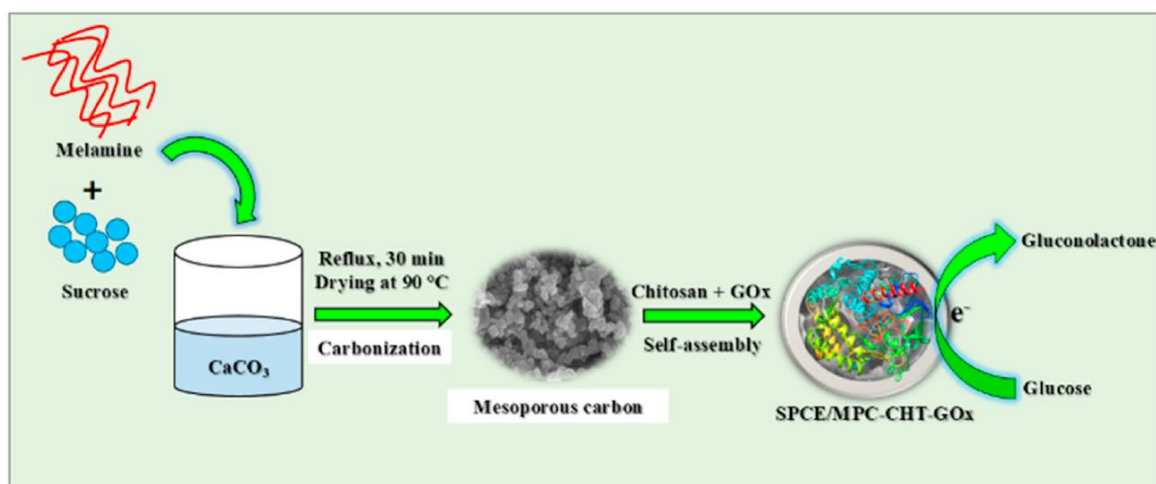 Melamine
+
Sucrose
CaCO₃
Reflux, 30 min
Drying at 90 °C
Carbonization
Mesoporous carbon
Chitosan + GOx
Self-assembly
Gluconolactone
e⁻
Glucose
SPCE/MPC-CHT-GOx